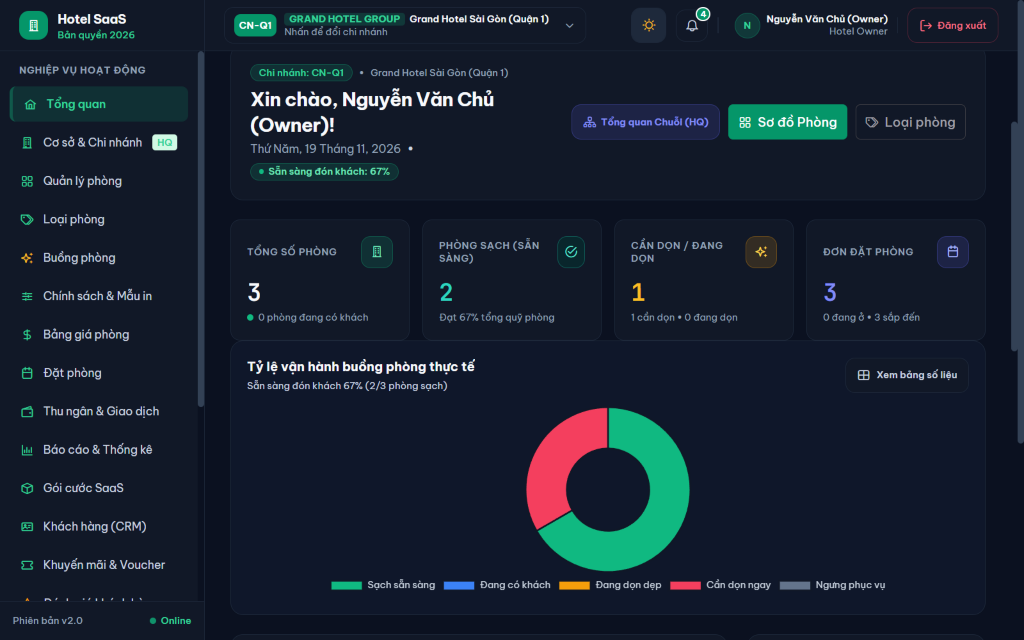 Hotel SaaS
Bản quyền 2026
NGHIỆP VỤ HOẠT ĐỘNG
Tổng quan
Cơ sở & Chi nhánh HQ
Quản lý phòng
Loại phòng
Buồng phòng
Chính sách & Mẫu in
Bảng giá phòng
Đặt phòng
Thu ngân & Giao dịch
Báo cáo & Thống kê
Gói cước SaaS
Khách hàng (CRM)
Khuyến mãi & Voucher
Phiên bản v2.0
Online
CN-Q1
GRAND HOTEL GROUP Grand Hotel Sài Gòn (Quận 1)
Nhấn để đổi chi nhánh
4
N
Nguyễn Văn Chủ (Owner)
Hotel Owner
Đăng xuất
Chi nhánh: CN-Q1 • Grand Hotel Sài Gòn (Quận 1)
Xin chào, Nguyễn Văn Chủ
(Owner)!
Thứ Năm, 19 Tháng 11, 2026 •
Sẵn sàng đón khách: 67%
Tổng quan Chuỗi (HQ)
Sơ đồ Phòng
Loại phòng
TỔNG SỐ PHÒNG
3
0 phòng đang có khách
PHÒNG SẠCH (SẴN
SÀNG)
2
Đạt 67% tổng quỹ phòng
CẦN DỌN / ĐANG
DỌN
1
1 cần dọn • 0 đang dọn
ĐƠN ĐẶT PHÒNG
3
0 đang ở • 3 sắp đến
Tỷ lệ vận hành buồng phòng thực tế
Sẵn sàng đón khách 67% (2/3 phòng sạch)
Xem bảng số liệu
Sạch sẵn sàng
Đang có khách
Đang dọn dẹp
Cần dọn ngay
Ngưng phục vụ